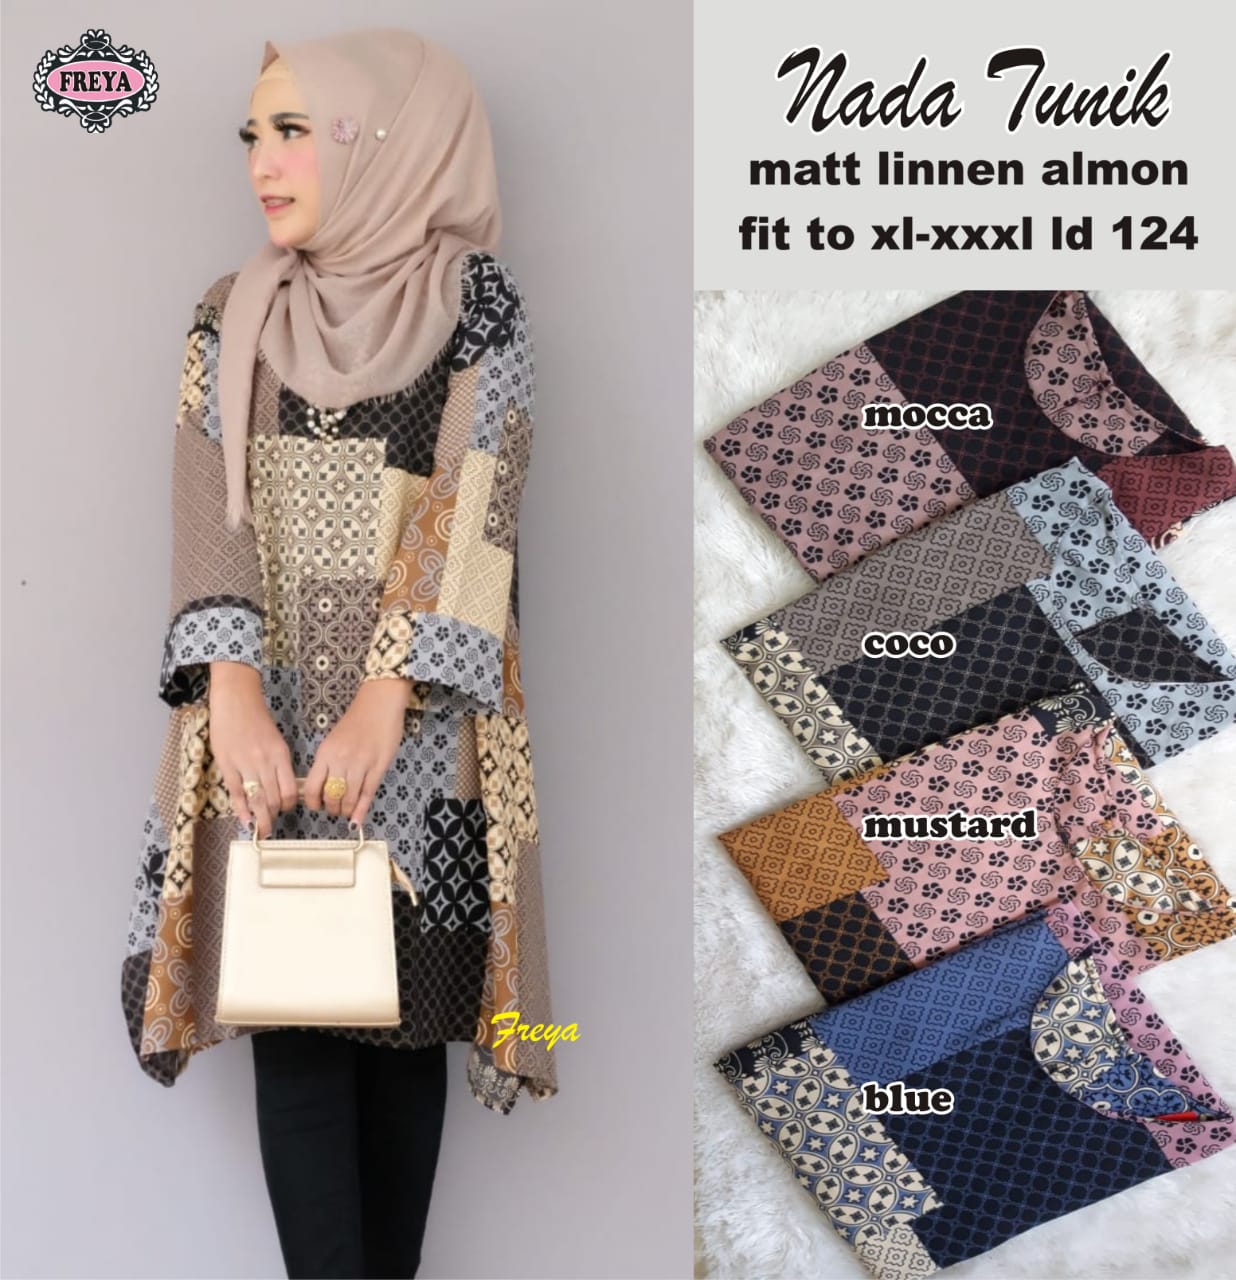 FREYA
Nada Tunik
matt linnen almon
fit to xl-xxxl ld 124
mocca
coco
mustard
blue
Freya